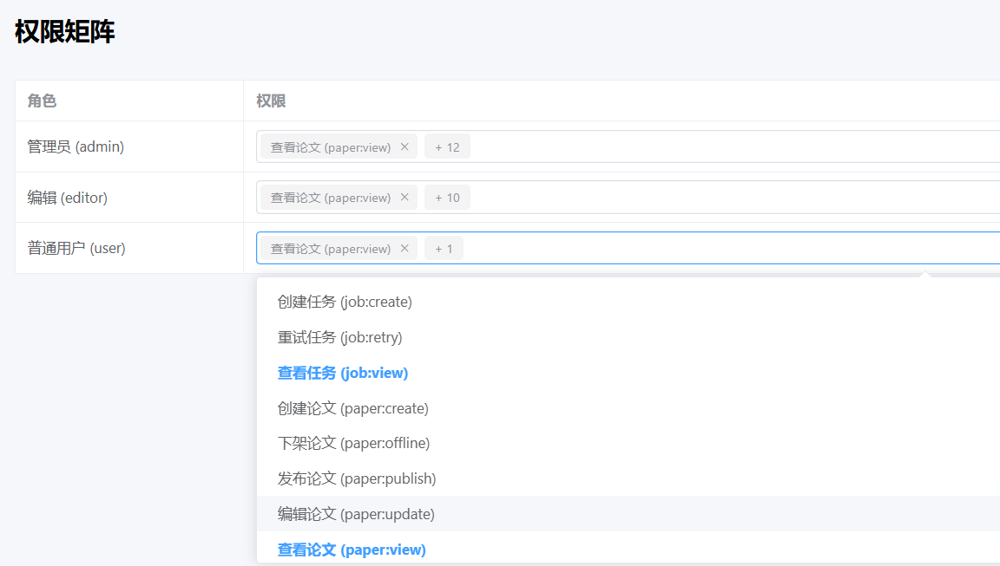 权限矩阵
角色 权限
管理员 (admin) 查看论文 (paper:view) × + 12
编辑 (editor) 查看论文 (paper:view) × + 10
普通用户 (user) 查看论文 (paper:view) × + 1
创建任务 (job:create)
重试任务 (job:retry)
查看任务 (job:view)
创建论文 (paper:create)
下架论文 (paper:offline)
发布论文 (paper:publish)
编辑论文 (paper:update)
查看论文 (paper:view)